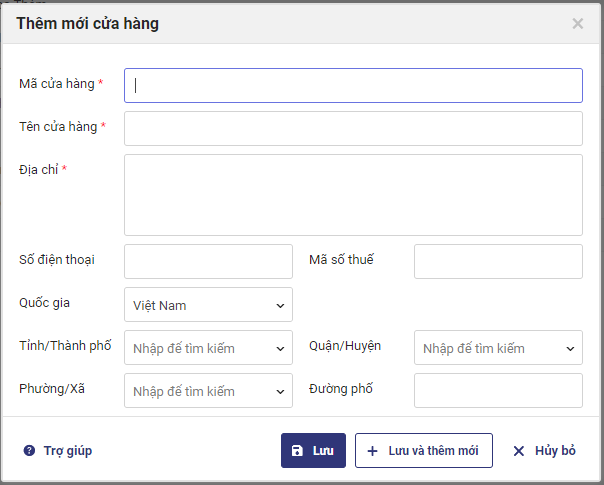 Thêm mới cửa hàng
Mã cửa hàng *
Tên cửa hàng *
Địa chỉ *
Số điện thoại Mã số thuế
Quốc gia Việt Nam
Tỉnh/Thành phố Nhập để tìm kiếm Quận/Huyện Nhập để tìm kiếm
Phường/Xã Nhập để tìm kiếm Đường phố
Trợ giúp Lưu Lưu và thêm mới Hủy bỏ